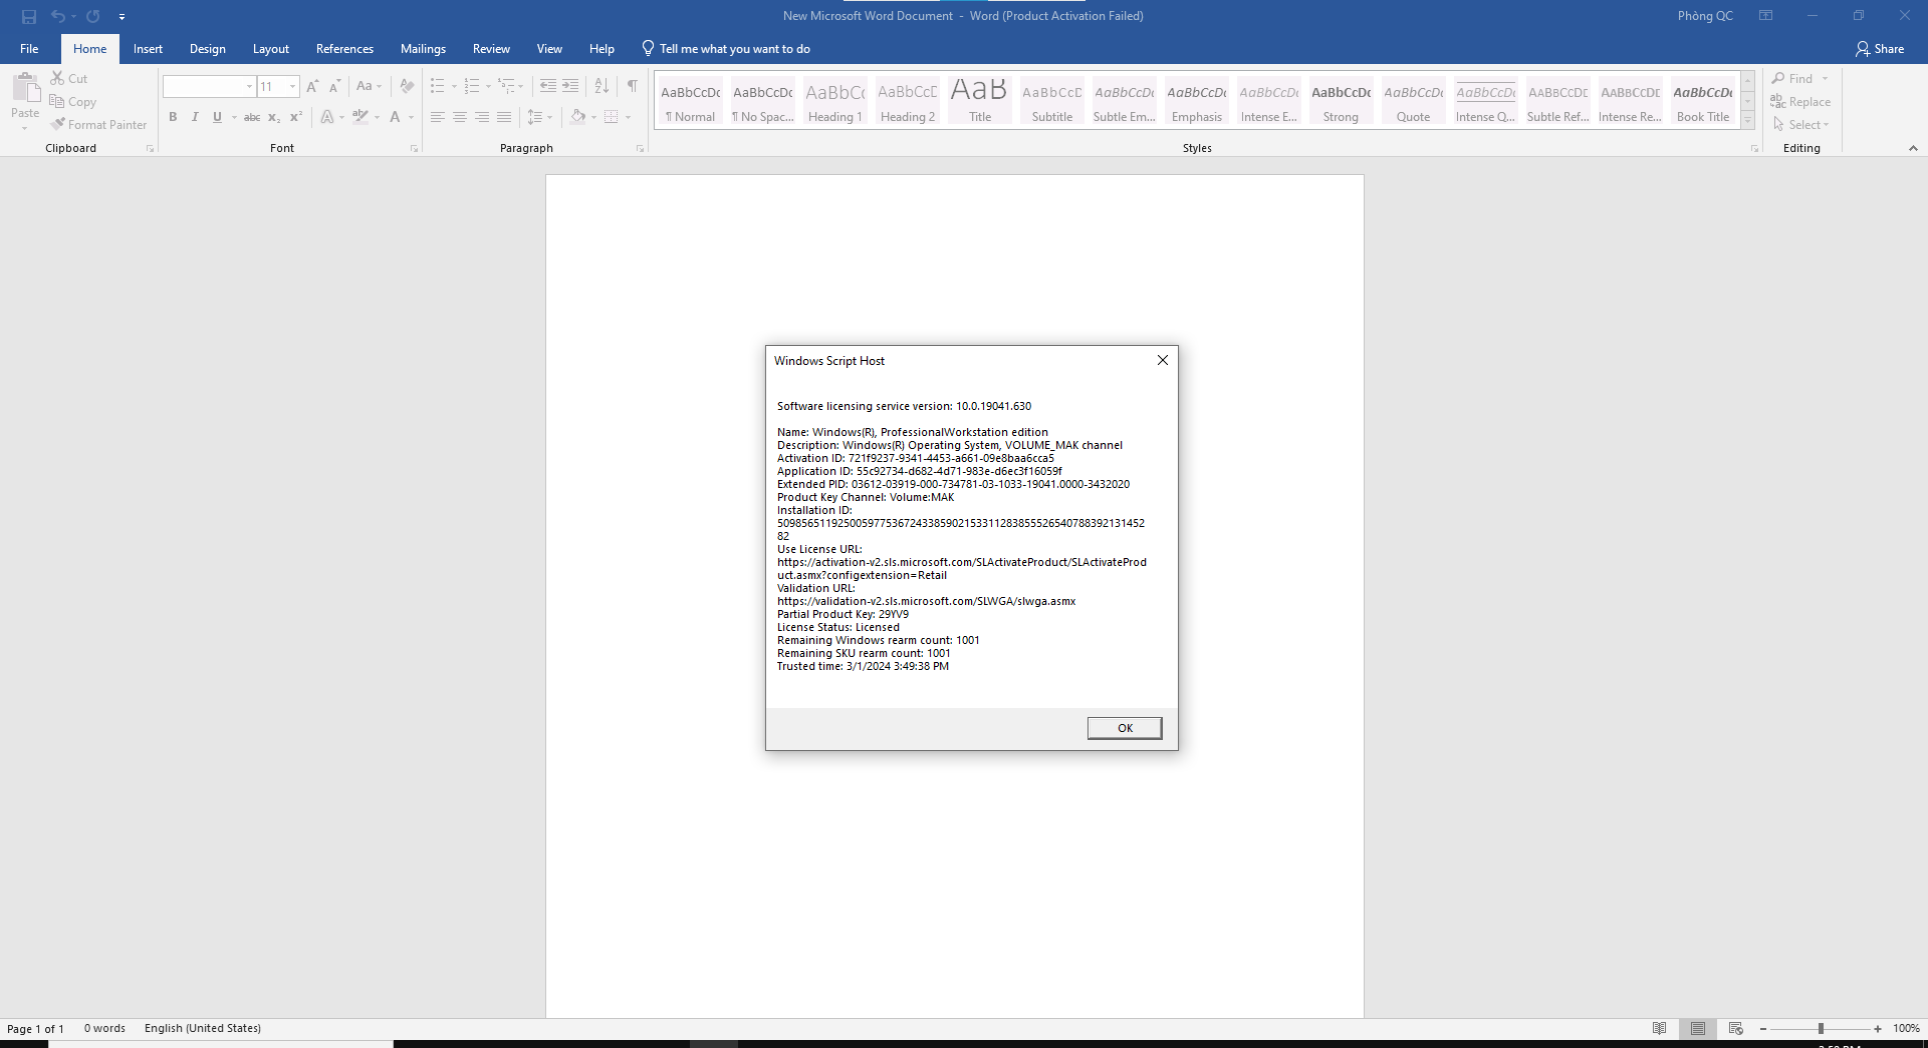 New Microsoft Word Document - Word (Product Activation Failed)
Phòng QC
File Home Insert Design Layout References Mailings Review View Help Tell me what you want to do Share
Paste
Cut
Copy
Format Painter
Clipboard
11
Aa
B I U abc x₂ x² A aby A
Font
Paragraph
AaBbCcDc AaBbCcDc AaBbCc AaBbCcD AaB AaBbCcD AaBbCcDc AaBbCcDc AaBbCcDc AaBbCcDc AaBbCcDc AaBbCcDc AaBbCcDc AaBbCcDc AaBbCcDc
¶ Normal ¶ No Spac... Heading 1 Heading 2 Title Subtitle Subtle Em... Emphasis Intense E... Strong Quote Intense Q... Subtle Ref... Intense Re... Book Title
Styles
Find
Replace
Select
Editing
Windows Script Host
Software licensing service version: 10.0.19041.630
Name: Windows(R), ProfessionalWorkstation edition
Description: Windows(R) Operating System, VOLUME_MAK channel
Activation ID: 721f9237-9341-4453-a661-09e8baa6cca5
Application ID: 55c92734-d682-4d71-983e-d6ec3f16059f
Extended PID: 03612-03919-000-734781-03-1033-19041.0000-3432020
Product Key Channel: Volume:MAK
Installation ID:
5098565119250059775367243385902153311283855526540788392131452
82
Use License URL:
https://activation-v2.sls.microsoft.com/SLActivateProduct/SLActivateProd
uct.asmx?configextension=Retail
Validation URL:
https://validation-v2.sls.microsoft.com/SLWGA/slwga.asmx
Partial Product Key: 29YV9
License Status: Licensed
Remaining Windows rearm count: 1001
Remaining SKU rearm count: 1001
Trusted time: 3/1/2024 3:49:38 PM
OK
Page 1 of 1 0 words English (United States)
100%